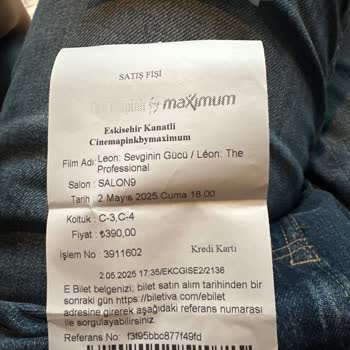 SATIŞ FİŞİ
by maximum
Eskisehir Kanatli
Cinemapinkbymaximum
Film Adı: Leon: Sevginin Gücü / Léon: The
Professional
Salon : SALON9
Tarih : 2 Mayıs 2025 Cuma 18:00
Koltuk : C-3,C-4
Fiyat : ₺390,00
İşlem No : 3911602 Kredi Kartı
2.05.2025 17:35/EKCGISE2/2136
E Bilet belgenizi; bilet satın alım tarihinden bir
sonraki gün https://biletiva.com/ebilet
adresine girerek aşağıdaki referans numarası
ile sorgulayabilirsiniz.
Referans No: f3f95bbc877f49fd